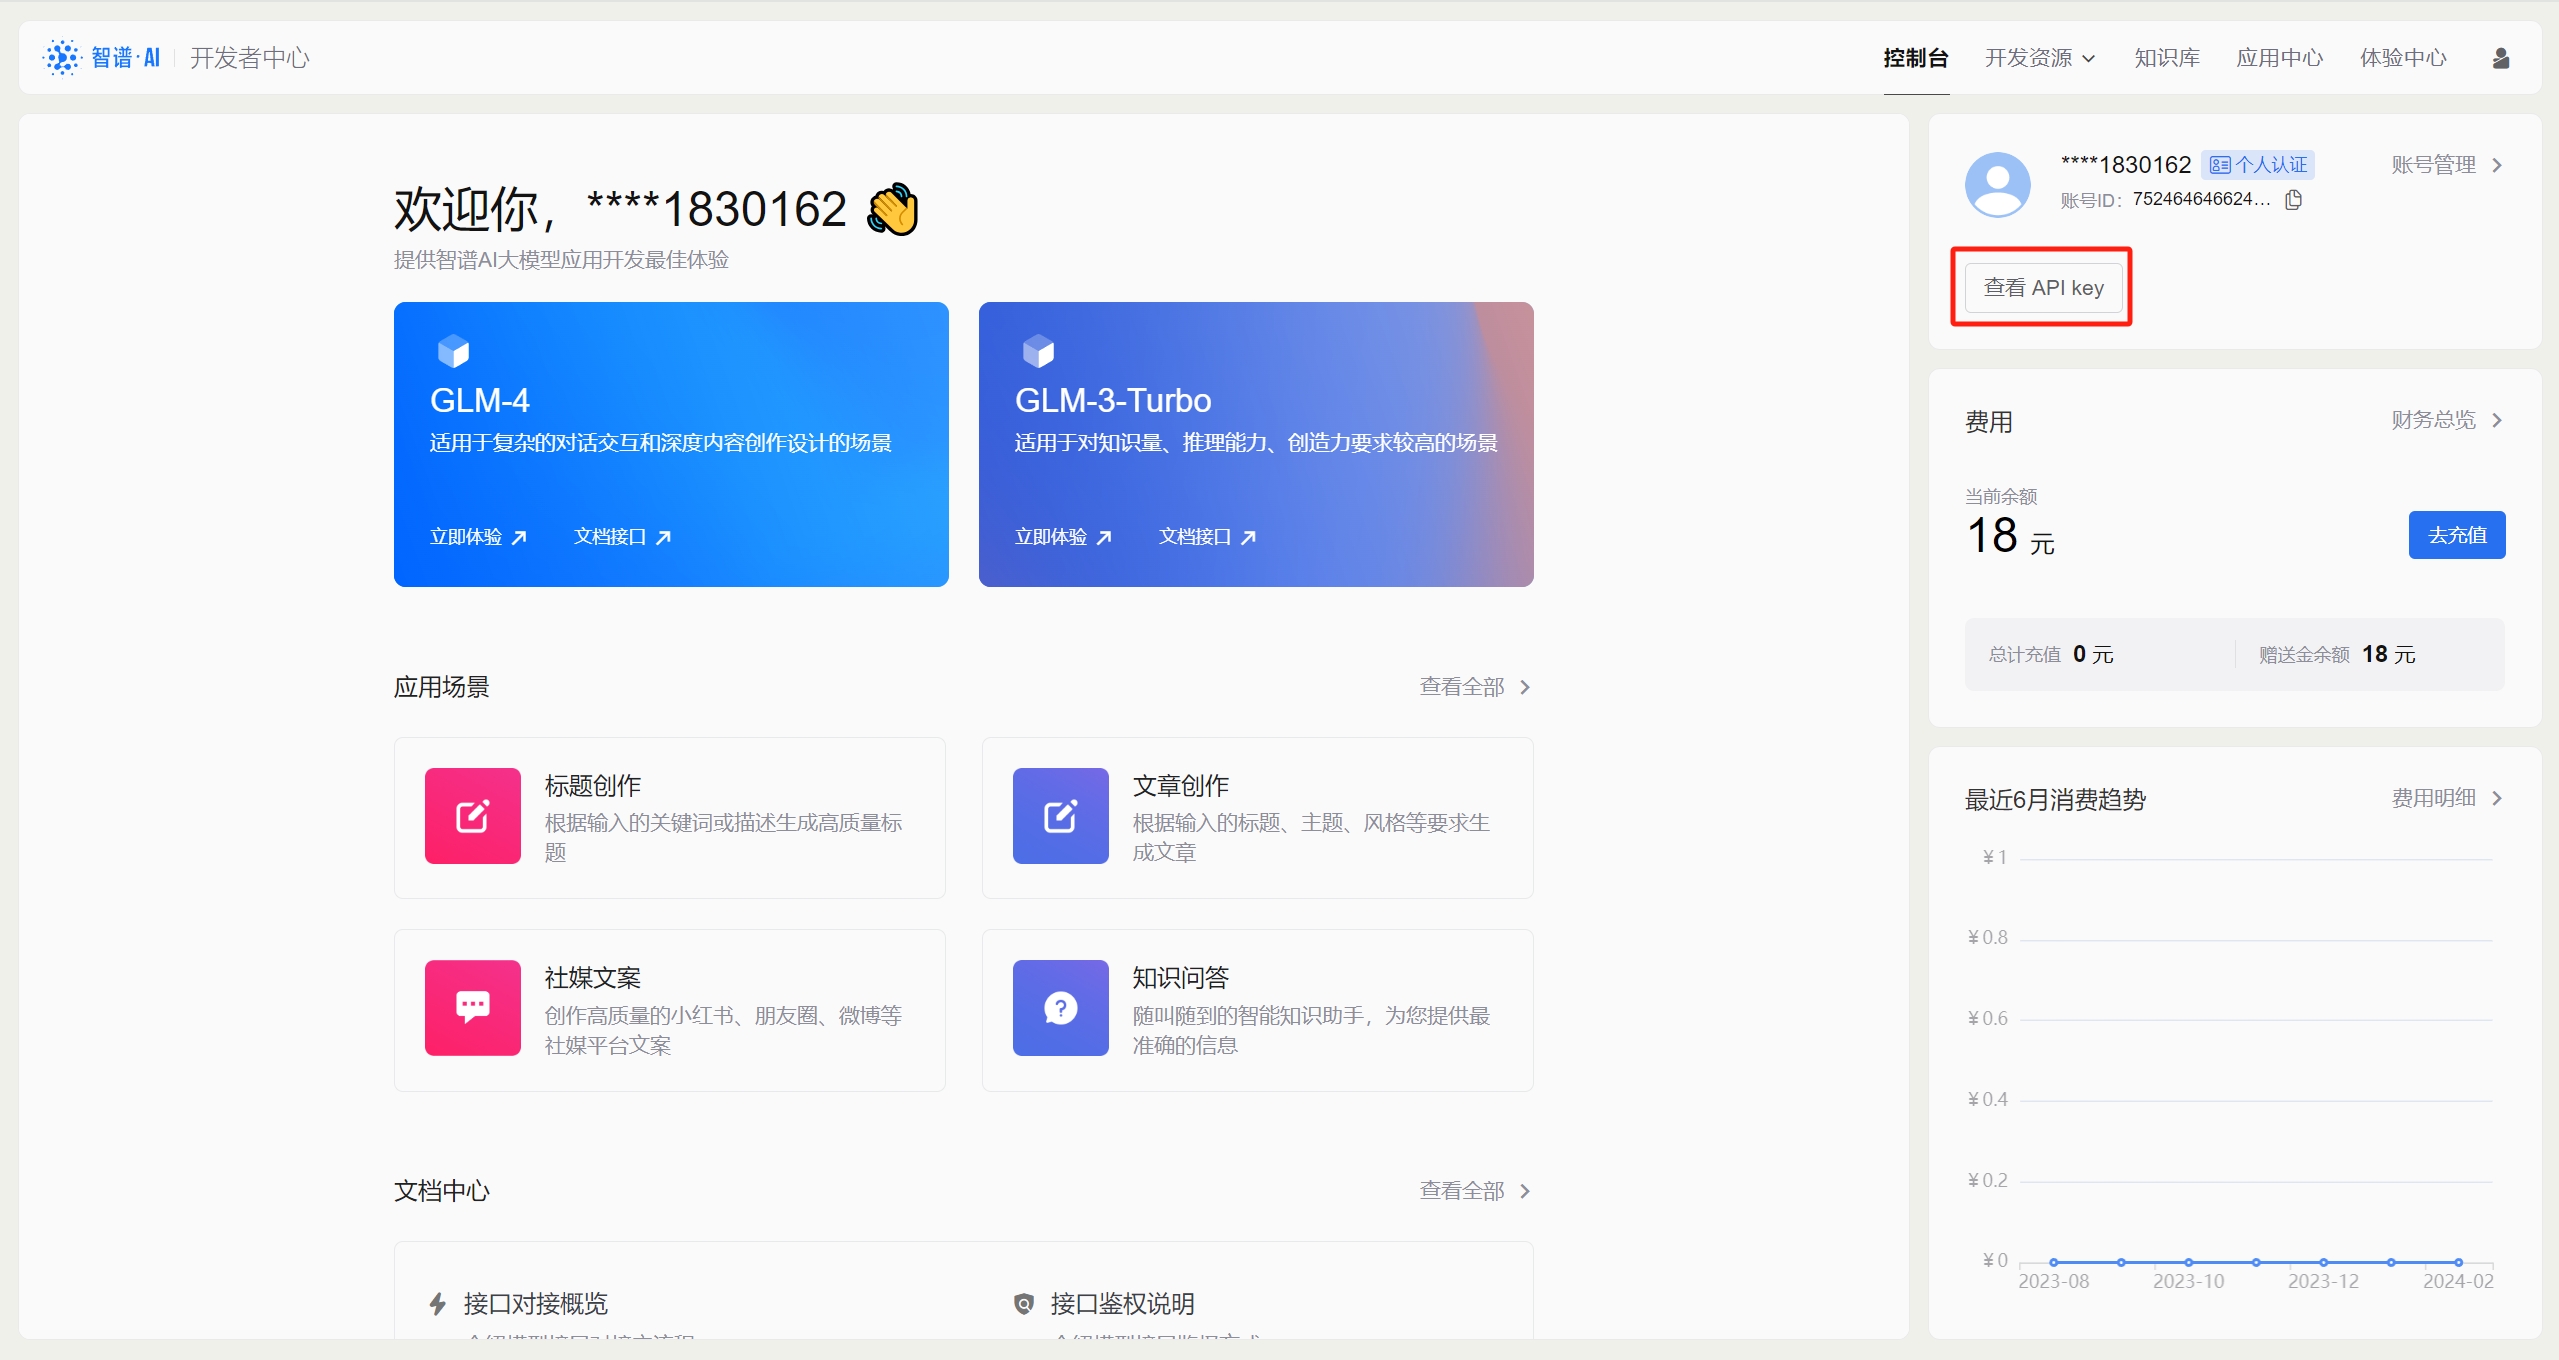 智谱·AI 开发者中心
控制台 开发资源 知识库 应用中心 体验中心
欢迎你，****1830162 👋
提供智谱AI大模型应用开发最佳体验
GLM-4
适用于复杂的对话交互和深度内容创作设计的场景
立即体验 文档接口
GLM-3-Turbo
适用于对知识量、推理能力、创造力要求较高的场景
立即体验 文档接口
应用场景 查看全部
标题创作
根据输入的关键词或描述生成高质量标
题
文章创作
根据输入的标题、主题、风格等要求生
成文章
社媒文案
创作高质量的小红书、朋友圈、微博等
社媒平台文案
知识问答
随叫随到的智能知识助手，为您提供最
准确的信息
文档中心 查看全部
接口对接概览
接口鉴权说明
****1830162 个人认证 账号管理
账号ID： 752464646624...
查看 API key
费用 财务总览
当前余额
18 元
去充值
总计充值 0 元 赠送金余额 18 元
最近6月消费趋势 费用明细
¥ 1
¥ 0.8
¥ 0.6
¥ 0.4
¥ 0.2
¥ 0
2023-08 2023-10 2023-12 2024-02